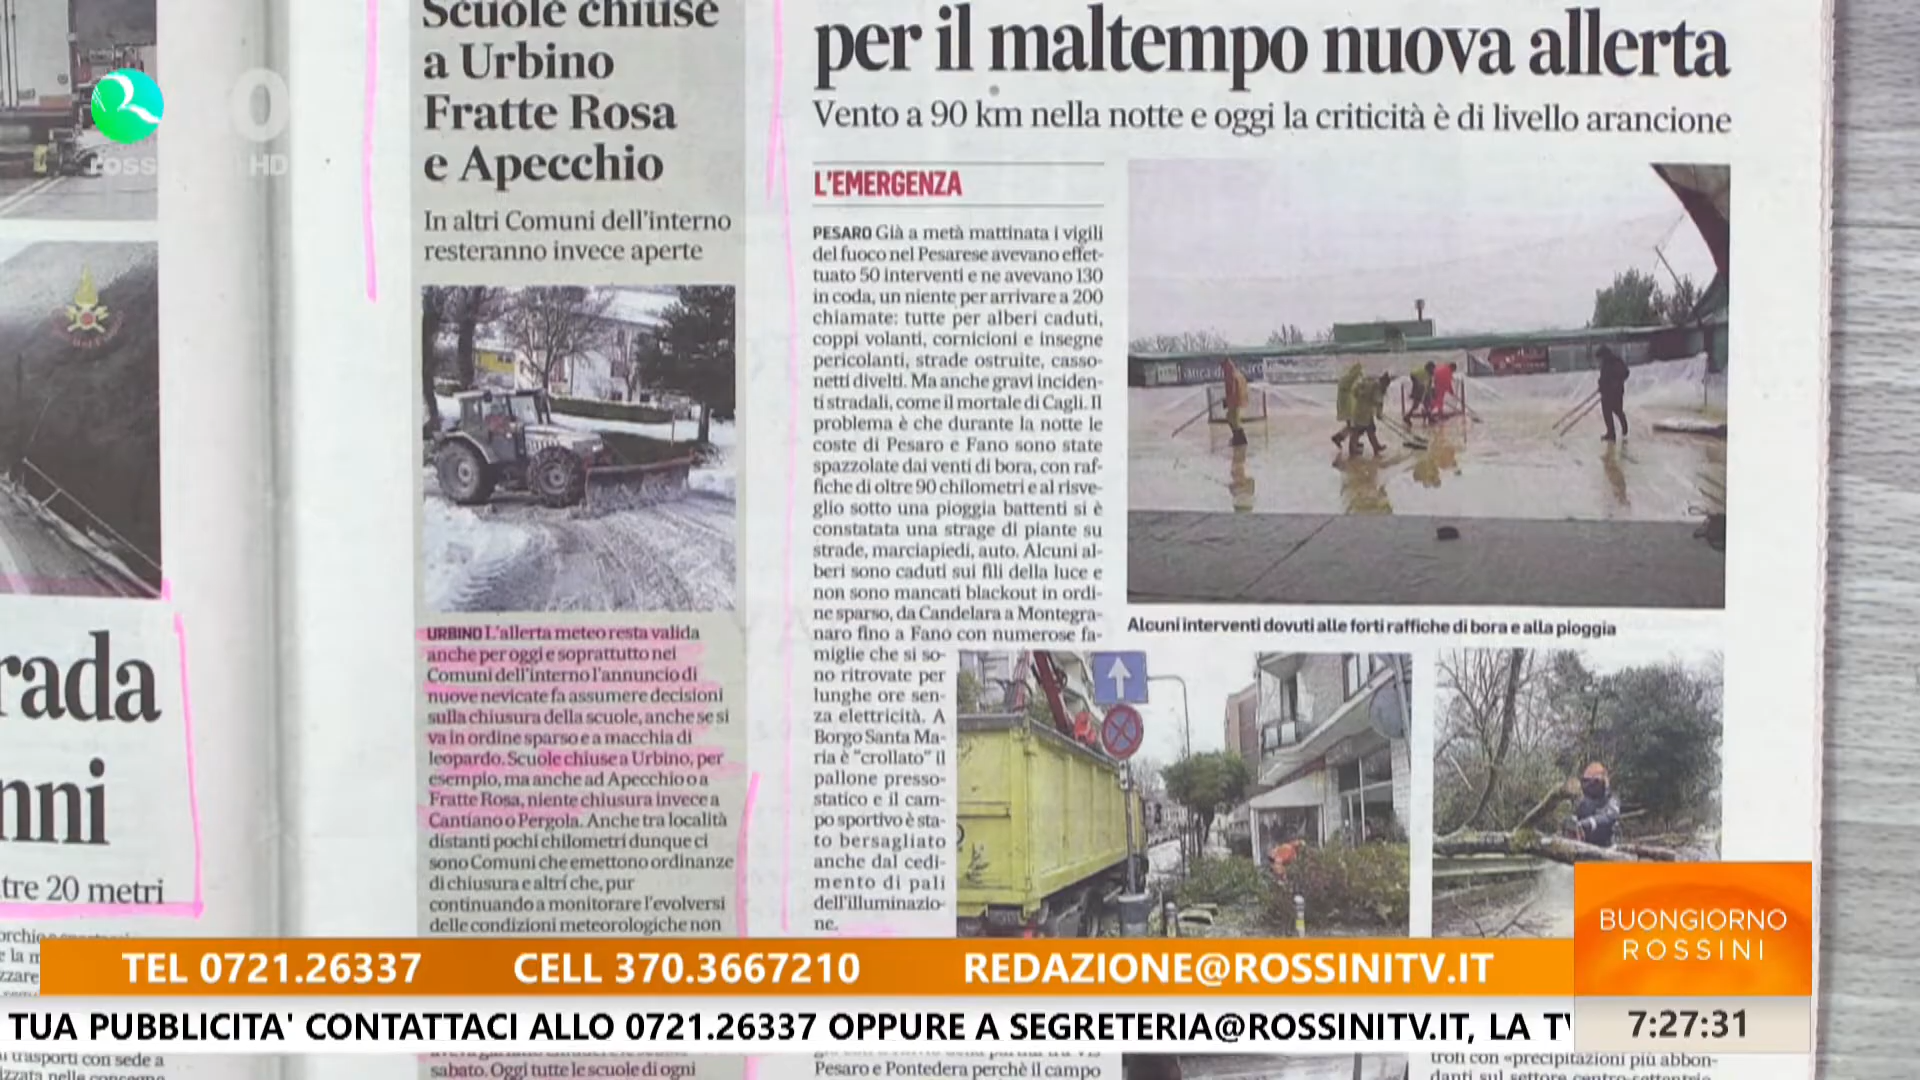 Scuole chiuse
a Urbino
Fratte Rosa
e Apecchio
In altri Comuni dell'interno
resteranno invece aperte
URBINO L'allerta meteo resta valida
anche per oggi e soprattutto nei
Comuni dell'interno l'annuncio di
nuove nevicate fa assumere decisioni
sulla chiusura della scuole, anche se si
va in ordine sparso e a macchia di
leopardo. Scuole chiuse a Urbino, per
esempio, ma anche ad Apecchio o a
Fratte Rosa, niente chiusura invece a
Cantiano o Pergola. Anche tra località
distanti pochi chilometri dunque ci
sono Comuni che emettono ordinanze
di chiusura e altri che, pur
continuando a monitorare l'evolversi
delle condizioni meteorologiche non
sabato. Oggi tutte le scuole di ogni
per il maltempo nuova allerta
Vento a 90 km nella notte e oggi la criticità è di livello arancione
L'EMERGENZA
PESARO Già a metà mattinata i vigili
del fuoco nel Pesarese avevano effet-
tuato 50 interventi e ne avevano 130
in coda, un niente per arrivare a 200
chiamate: tutte per alberi caduti,
coppi volanti, cornicioni e insegne
pericolanti, strade ostruite, casso-
netti divelti. Ma anche gravi inciden-
ti stradali, come il mortale di Cagli. Il
problema è che durante la notte le
coste di Pesaro e Fano sono state
spazzolate dai venti di bora, con raf-
fiche di oltre 90 chilometri e al risve-
glio sotto una pioggia battenti si è
constatata una strage di piante su
strade, marciapiedi, auto. Alcuni al-
beri sono caduti sui fili della luce e
non sono mancati blackout in ordi-
ne sparso, da Candelara a Montegra-
naro fino a Fano con numerose fa-
miglie che si so-
no ritrovate per
lunghe ore sen-
za elettricità. A
Borgo Santa Ma-
ria è "crollato" il
pallone presso-
statico e il cam-
po sportivo è sta-
to bersagliato
anche dal cedi-
mento di pali
dell'illuminazio-
ne.
Pesaro e Pontedera perchè il campo
Alcuni interventi dovuti alle forti raffiche di bora e alla pioggia
troli con «precipitazioni più abbon-
rada
nni
tre 20 metri
i trasporti con sede a
ROSS
HD
TEL 0721.26337 CELL 370.3667210 REDAZIONE@ROSSINITV.IT
BUONGIORNO
ROSSINI
TUA PUBBLICITA' CONTATTACI ALLO 0721.26337 OPPURE A SEGRETERIA@ROSSINITV.IT, LA TV
7:27:31